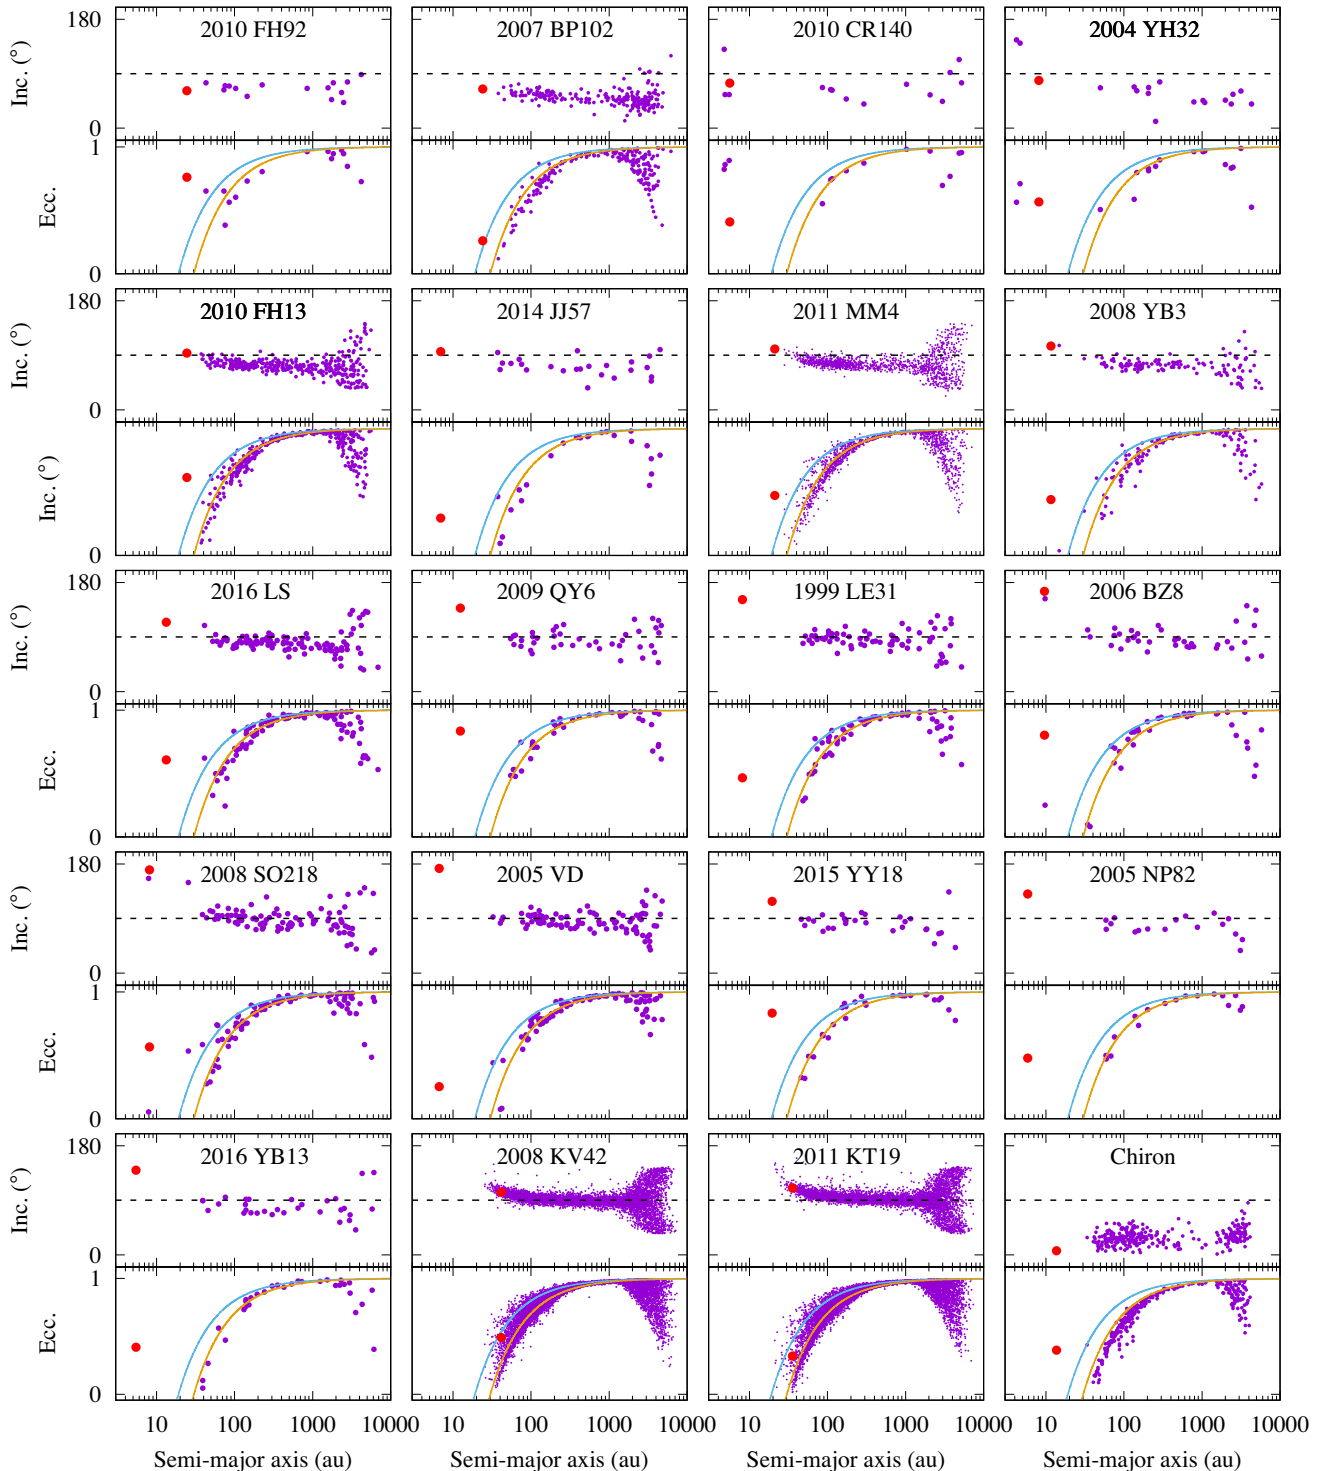 180
2010 FH92
2007 BP102
2010 CR140
2004 YH32
Inc. (°)
0
1
Ecc.
0
180
2010 FH13
2014 JJ57
2011 MM4
2008 YB3
Inc. (°)
0
Inc. (°)
0
180
2016 LS
2009 QY6
1999 LE31
2006 BZ8
Inc. (°)
0
1
Ecc.
0
180
2008 SO218
2005 VD
2015 YY18
2005 NP82
Inc. (°)
0
1
Ecc.
0
180
2016 YB13
2008 KV42
2011 KT19
Chiron
Inc. (°)
0
1
Ecc.
0
10 100 1000 10000 10 100 1000 10000 10 100 1000 10000 10 100 1000 10000
Semi-major axis (au) Semi-major axis (au) Semi-major axis (au) Semi-major axis (au)